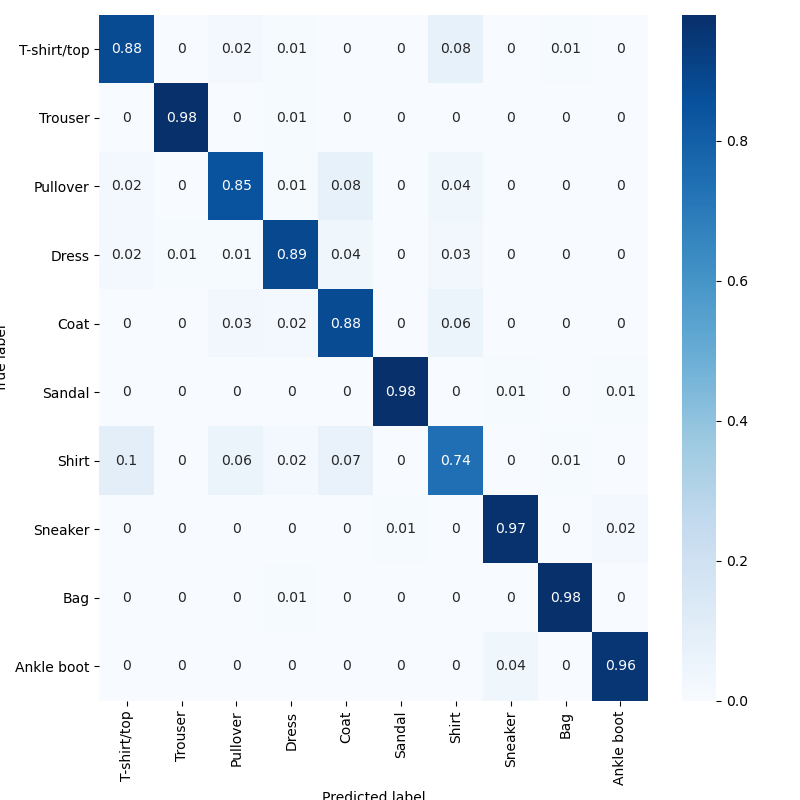 T-shirt/top 0.88 0 0.02 0.01 0 0 0.08 0 0.01 0
Trouser 0 0.98 0 0.01 0 0 0 0 0 0
Pullover 0.02 0 0.85 0.01 0.08 0 0.04 0 0 0
Dress 0.02 0.01 0.01 0.89 0.04 0 0.03 0 0 0
Coat 0 0 0.03 0.02 0.88 0 0.06 0 0 0
Sandal 0 0 0 0 0 0.98 0 0.01 0 0.01
Shirt 0.1 0 0.06 0.02 0.07 0 0.74 0 0.01 0
Sneaker 0 0 0 0 0 0.01 0 0.97 0 0.02
Bag 0 0 0 0.01 0 0 0 0 0.98 0
Ankle boot 0 0 0 0 0 0 0 0.04 0 0.96
T-shirt/top Trouser Pullover Dress Coat Sandal Shirt Sneaker Bag Ankle boot
Predicted label
True label
0.8
0.6
0.4
0.2
0.0